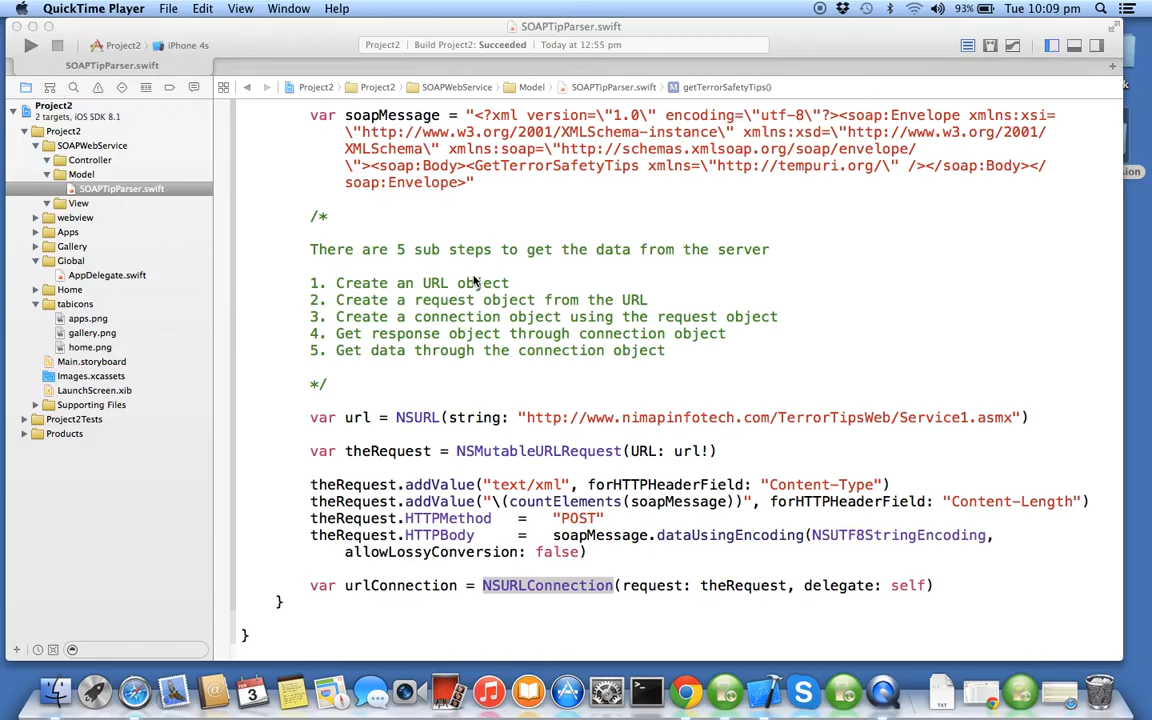 QuickTime Player File Edit View Window Help 93% Tue 10:09 pm
SOAPTipParser.swift
Project2 iPhone 4s Project2 Build Project2: Succeeded Today at 12:55 pm
SOAPTipParser.swift
Project2 Project2 SOAPWebService Model SOAPTipParser.swift M getTerrorSafetyTips()
Project2
2 targets, iOS SDK 8.1
Project2
SOAPWebService
Controller
Model
SOAPTipParser.swift
View
webview
Apps
Gallery
Global
AppDelegate.swift
Home
tabicons
apps.png
gallery.png
home.png
Main.storyboard
Images.xcassets
LaunchScreen.xib
Supporting Files
Project2Tests
Products
var soapMessage = "<?xml version=\"1.0\" encoding=\"utf-8\"?><soap:Envelope xmlns:xsi=
\"http://www.w3.org/2001/XMLSchema-instance\" xmlns:xsd=\"http://www.w3.org/2001/
XMLSchema\" xmlns:soap=\"http://schemas.xmlsoap.org/soap/envelope/
\"><soap:Body><GetTerrorSafetyTips xmlns=\"http://tempuri.org/\" /></soap:Body></
soap:Envelope>"
/*
There are 5 sub steps to get the data from the server
1. Create an URL object
2. Create a request object from the URL
3. Create a connection object using the request object
4. Get response object through connection object
5. Get data through the connection object
*/
var url = NSURL(string: "http://www.nimapinfotech.com/TerrorTipsWeb/Service1.asmx")
var theRequest = NSMutableURLRequest(URL: url!)
theRequest.addValue("text/xml", forHTTPHeaderField: "Content-Type")
theRequest.addValue("\(countElements(soapMessage))", forHTTPHeaderField: "Content-Length")
theRequest.HTTPMethod = "POST"
theRequest.HTTPBody = soapMessage.dataUsingEncoding(NSUTF8StringEncoding,
allowLossyConversion: false)
var urlConnection = NSURLConnection(request: theRequest, delegate: self)
}
}
sion
FEB
3
TXT